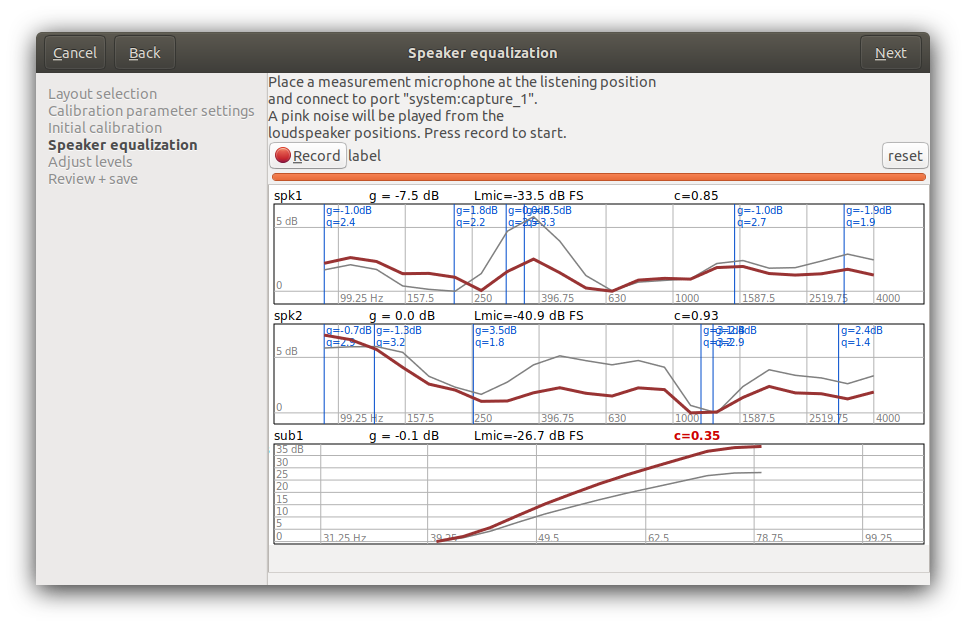 Cancel Back Speaker equalization Next
Layout selection
Calibration parameter settings
Initial calibration
Speaker equalization
Adjust levels
Review + save
Place a measurement microphone at the listening position
and connect to port "system:capture_1".
A pink noise will be played from the
loudspeaker positions. Press record to start.
Record label reset
spk1 g = -7.5 dB Lmic=-33.5 dB FS c=0.85
g=-1.0dB g=1.8dB g=-1.0dB g=-1.9dB
q=2.4 q=2.2 q=2.7 q=1.9
5 dB
0
99.25 Hz 157.5 250 396.75 630 1000 1587.5 2519.75 4000
spk2 g = 0.0 dB Lmic=-40.9 dB FS c=0.93
g=-0.7dB g=-1.3dB g=3.5dB g=2.4dB
q=2.9 q=3.2 q=1.8 q=1.4
5 dB
0
99.25 Hz 157.5 250 396.75 630 1000 1587.5 2519.75 4000
sub1 g = -0.1 dB Lmic=-26.7 dB FS c=0.35
35 dB
30
25
20
15
10
5
0
31.25 Hz 39.25 49.5 62.5 78.75 99.25